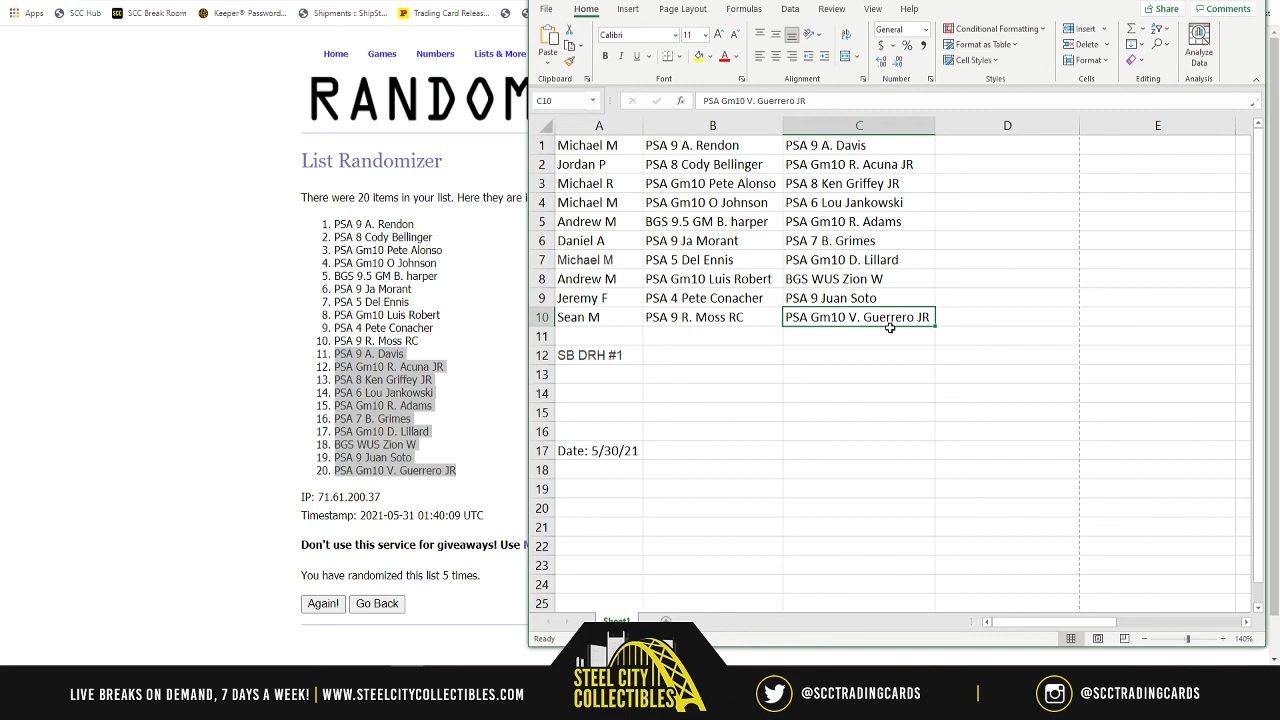 Apps SCC Hub SCC Break Room Keeper® Password... Shipments :: ShipSt... Trading Card Releas...
Home Games Numbers Lists & More
RANDOM
List Randomizer
There were 20 items in your list. Here they are i
1. PSA 9 A. Rendon
2. PSA 8 Cody Bellinger
3. PSA Gm10 Pete Alonso
4. PSA Gm10 O Johnson
5. BGS 9.5 GM B. harper
6. PSA 9 Ja Morant
7. PSA 5 Del Ennis
8. PSA Gm10 Luis Robert
9. PSA 4 Pete Conacher
10. PSA 9 R. Moss RC
11. PSA 9 A. Davis
12. PSA Gm10 R. Acuna JR
13. PSA 8 Ken Griffey JR
14. PSA 6 Lou Jankowski
15. PSA Gm10 R. Adams
16. PSA 7 B. Grimes
17. PSA Gm10 D. Lillard
18. BGS WUS Zion W
19. PSA 9 Juan Soto
20. PSA Gm10 V. Guerrero JR
IP: 71.61.200.37
Timestamp: 2021-05-31 01:40:09 UTC
Don't use this service for giveaways! Use
You have randomized this list 5 times.
Again! Go Back
File Home Insert Page Layout Formulas Data Review View Help Share Comments
Paste Calibri 11 General Conditional Formatting Insert
Format as Table Delete
Cell Styles Format Analyze Data
Clipboard Font Alignment Number Styles Cells Editing Analysis
C10 fx PSA Gm10 V. Guerrero JR
A B C D E
1 Michael M PSA 9 A. Rendon PSA 9 A. Davis
2 Jordan P PSA 8 Cody Bellinger PSA Gm10 R. Acuna JR
3 Michael R PSA Gm10 Pete Alonso PSA 8 Ken Griffey JR
4 Michael M PSA Gm10 O Johnson PSA 6 Lou Jankowski
5 Andrew M BGS 9.5 GM B. harper PSA Gm10 R. Adams
6 Daniel A PSA 9 Ja Morant PSA 7 B. Grimes
7 Michael M PSA 5 Del Ennis PSA Gm10 D. Lillard
8 Andrew M PSA Gm10 Luis Robert BGS WUS Zion W
9 Jeremy F PSA 4 Pete Conacher PSA 9 Juan Soto
10 Sean M PSA 9 R. Moss RC PSA Gm10 V. Guerrero JR
11
12 SB DRH #1
13
14
15
16
17 Date: 5/30/21
18
19
20
21
22
23
24
25
Sheet1
Ready 140%
LIVE BREAKS ON DEMAND, 7 DAYS A WEEK! | WWW.STEELCITYCOLLECTIBLES.COM
STEEL CITY
COLLECTIBLES
@SCCTRADINGCARDS | @SCCTRADINGCARDS